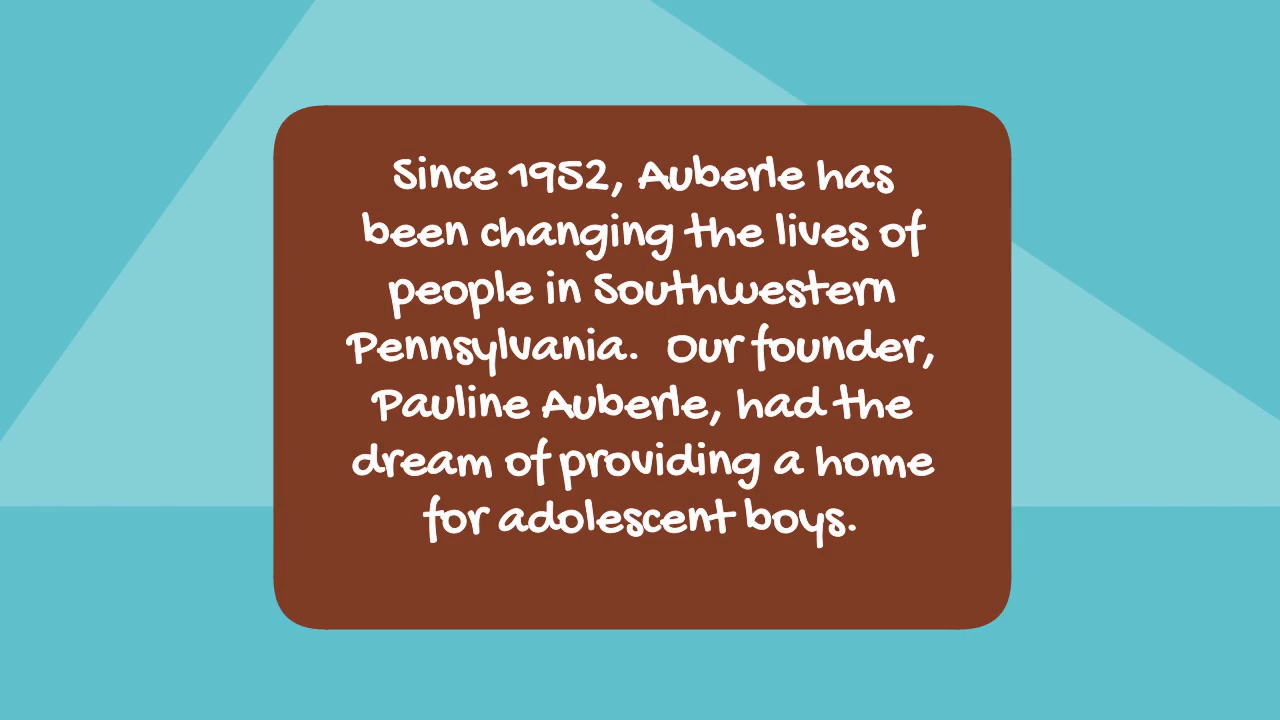 Since 1952, Auberle has
been changing the lives of
people in Southwestern
Pennsylvania.  Our founder,
Pauline Auberle, had the
dream of providing a home
for adolescent boys.